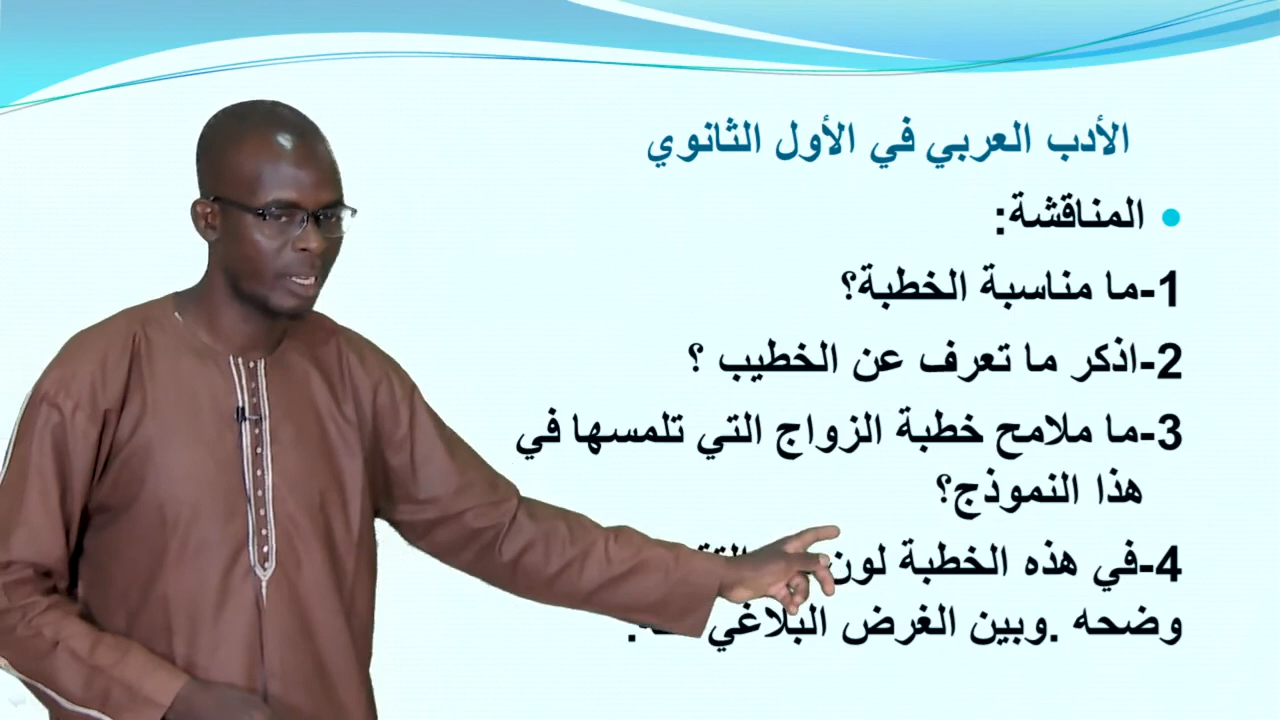 الأدب العربي في الأول الثانوي
المناقشة:
1-ما مناسبة الخطبة؟
2-اذكر ما تعرف عن الخطيب ؟
3-ما ملامح خطبة الزواج التي تلمسها في
هذا النموذج؟
4-في هذه الخطبة لون
وضحه .وبين الغرض البلاغي